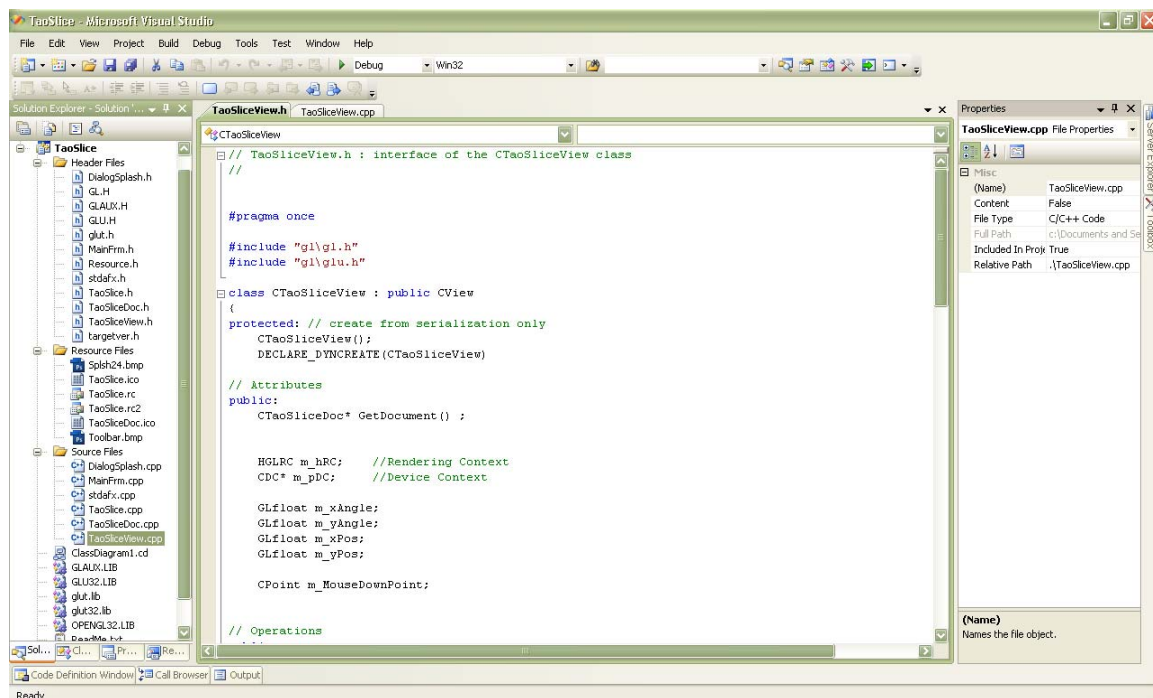 TaoSlice - Microsoft Visual Studio
File Edit View Project Build Debug Tools Test Window Help
Debug Win32
Solution Explorer - Solution '...
TaoSlice
Header Files
DialogSplash.h
GL.H
GLAUX.H
GLU.H
glut.h
MainFrm.h
Resource.h
stdafx.h
TaoSlice.h
TaoSliceDoc.h
TaoSliceView.h
targetver.h
Resource Files
Splsh24.bmp
TaoSlice.ico
TaoSlice.rc
TaoSlice.rc2
TaoSliceDoc.ico
Toolbar.bmp
Source Files
DialogSplash.cpp
MainFrm.cpp
stdafx.cpp
TaoSlice.cpp
TaoSliceDoc.cpp
TaoSliceView.cpp
ClassDiagram1.cd
GLAUX.LIB
GLU32.LIB
glut.lib
glut32.lib
OPENGL32.LIB
ReadMe.txt
Sol... Cl... Pr... Re...
TaoSliceView.h TaoSliceView.cpp
CTaoSliceView
// TaoSliceView.h : interface of the CTaoSliceView class
//
#pragma once
#include "gl\gl.h"
#include "gl\glu.h"
class CTaoSliceView : public CView
{
protected: // create from serialization only
CTaoSliceView();
DECLARE_DYNCREATE(CTaoSliceView)
// Attributes
public:
CTaoSliceDoc* GetDocument() ;
HGLRC m_hRC; //Rendering Context
CDC* m_pDC; //Device Context
GLfloat m_xAngle;
GLfloat m_yAngle;
GLfloat m_xPos;
GLfloat m_yPos;
CPoint m_MouseDownPoint;
// Operations
Properties
TaoSliceView.cpp File Properties
Misc
(Name) TaoSliceView.cpp
Content False
File Type C/C++ Code
Full Path c:\Documents and Se
Included In Proje True
Relative Path .\TaoSliceView.cpp
(Name)
Names the file object.
Server Explorer
Toolbox
Code Definition Window Call Browser Output
Ready